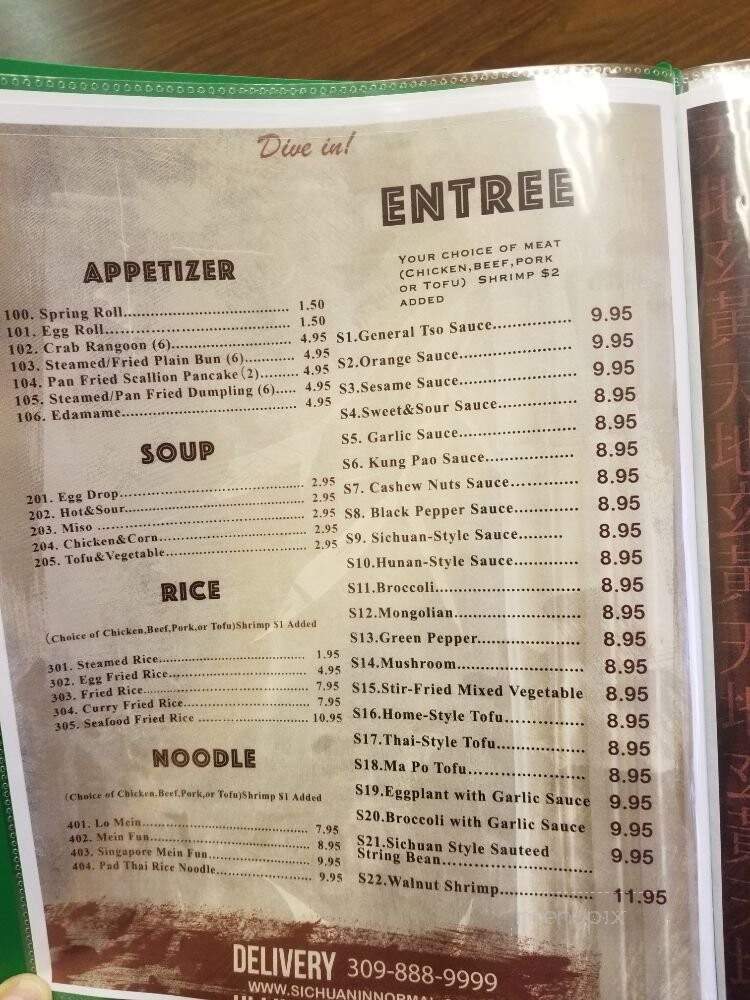 Dive in!
APPETIZER
100. Spring Roll........................................ 1.50
101. Egg Roll............................................. 1.50
102. Crab Rangoon (6)............................. 4.95
103. Steamed/Fried Plain Bun (6)............ 4.95
104. Pan Fried Scallion Pancake(2)......... 4.95
105. Steamed/Pan Fried Dumpling (6)..... 4.95
106. Edamame.......................................... 4.95
SOUP
201. Egg Drop.......................................... 2.95
202. Hot&Sour........................................ 2.95
203. Miso ................................................ 2.95
204. Chicken&Corn................................. 2.95
205. Tofu&Vegetable............................... 2.95
RICE
(Choice of Chicken,Beef,Pork,or Tofu)Shrimp $1 Added
301. Steamed Rice.................................. 1.95
302. Egg Fried Rice................................ 4.95
303. Fried Rice....................................... 7.95
304. Curry Fried Rice............................ 7.95
305. Seafood Fried Rice ........................ 10.95
NOODLE
(Choice of Chicken,Beef,Pork,or Tofu)Shrimp $1 Added
401. Lo Mein.......................................... 7.95
402. Mein Fun........................................ 8.95
403. Singapore Mein Fun....................... 9.95
404. Pad Thai Rice Noodle..................... 9.95
ENTREE
YOUR CHOICE OF MEAT
(CHICKEN,BEEF,PORK
OR TOFU) SHRIMP $2
ADDED
S1.General Tso Sauce................ 9.95
S2.Orange Sauce....................... 9.95
S3.Sesame Sauce....................... 9.95
S4.Sweet&Sour Sauce............... 8.95
S5. Garlic Sauce....................... 8.95
S6. Kung Pao Sauce.................. 8.95
S7. Cashew Nuts Sauce............. 8.95
S8. Black Pepper Sauce............. 8.95
S9. Sichuan-Style Sauce......... 8.95
S10.Hunan-Style Sauce............. 8.95
S11.Broccoli............................. 8.95
S12.Mongolian......................... 8.95
S13.Green Pepper.................... 8.95
S14.Mushroom........................ 8.95
S15.Stir-Fried Mixed Vegetable 8.95
S16.Home-Style Tofu............... 8.95
S17.Thai-Style Tofu................. 8.95
S18.Ma Po Tofu....................... 8.95
S19.Eggplant with Garlic Sauce 9.95
S20.Broccoli with Garlic Sauce 9.95
S21.Sichuan Style Sauteed
String Bean............................. 9.95
S22.Walnut Shrimp.................. 11.95
DELIVERY 309-888-9999
WWW.SICHUANINNORMAL